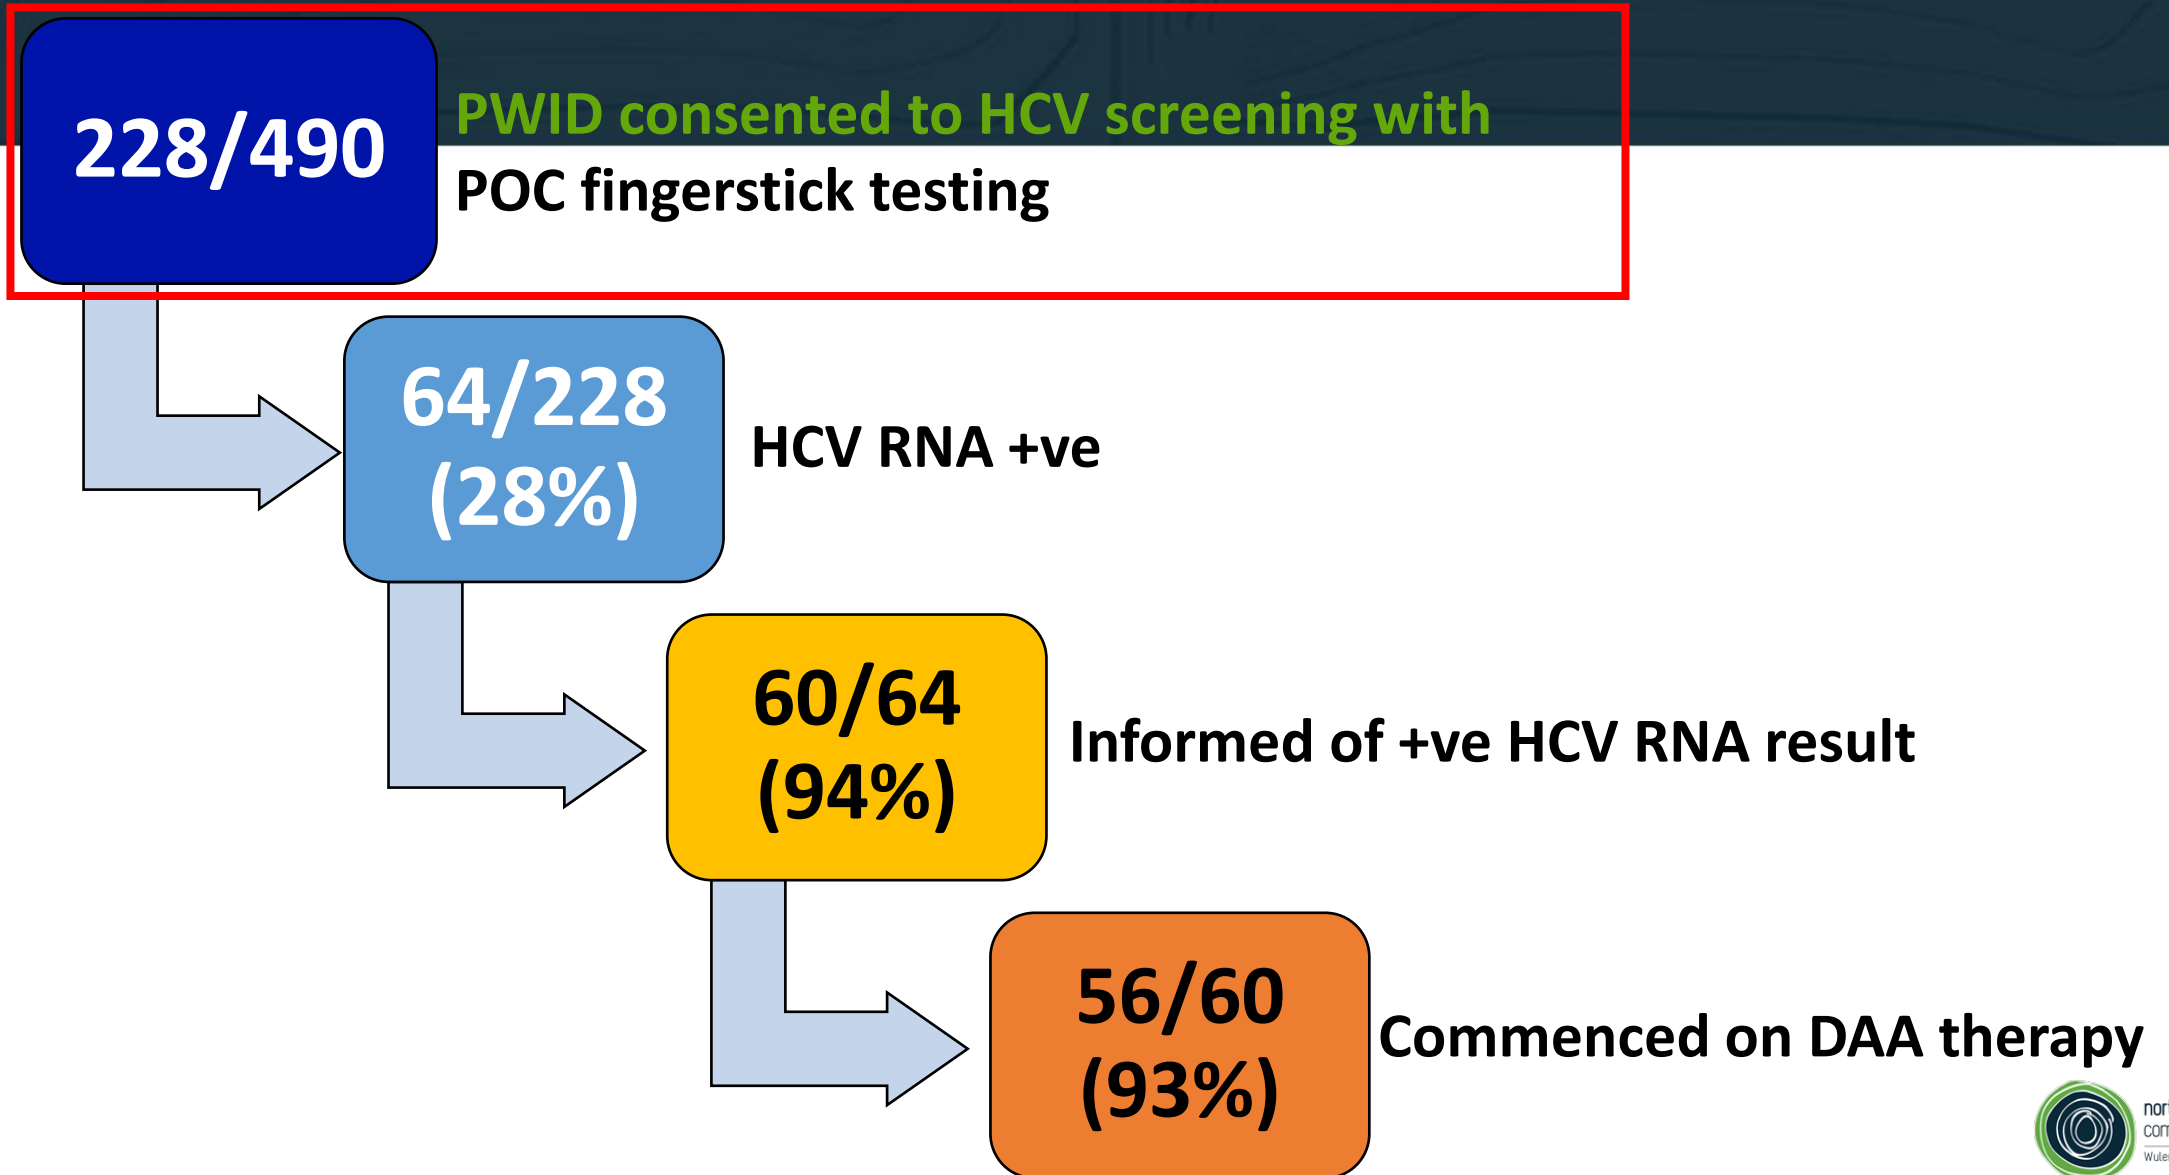 228/490
PWID consented to HCV screening with
POC fingerstick testing
64/228
(28%)
HCV RNA +ve
60/64
(94%)
Informed of +ve HCV RNA result
56/60
(93%)
Commenced on DAA therapy